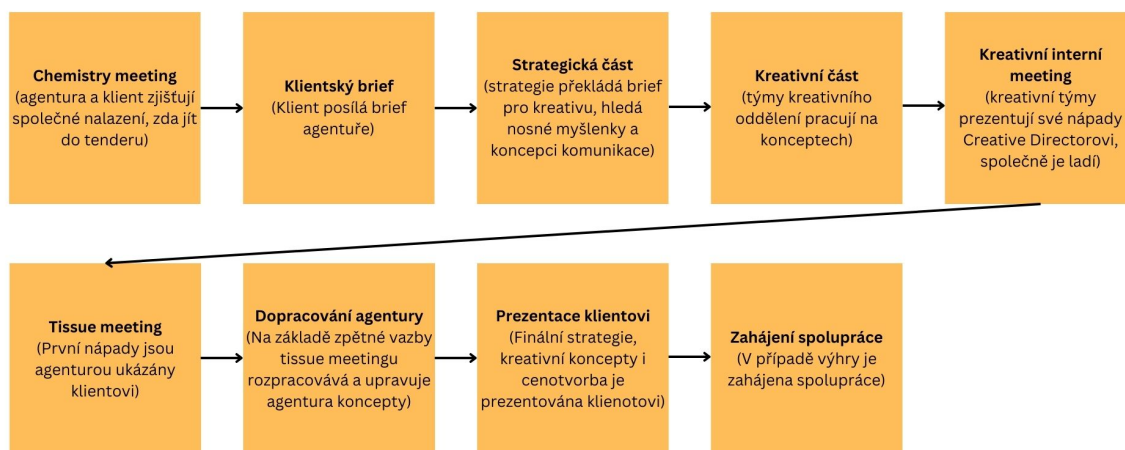 Chemistry meeting
(agentura a klient zjišťují
společné nalazení, zda jít
do tenderu)
Klientský brief
(Klient posílá brief
agentuře)
Strategická část
(strategie překládá brief
pro kreativu, hledá
nosné myšlenky a
koncepci komunikace)
Kreativní část
(týmy kreativního
oddělení pracují na
konceptech)
Kreativní interní
meeting
(kreativní týmy
prezentují své nápady
Creative Directorovi,
společně je ladí)
Tissue meeting
(První nápady jsou
agenturou ukázány
klientovi)
Dopracování agentury
(Na základě zpětné vazby
tissue meetingu
rozpracovává a upravuje
agentura koncepty)
Prezentace klientovi
(Finální strategie,
kreativní koncepty i
cenotvorba je
prezentována klienotovi)
Zahájení spolupráce
(V případě výhry je
zahájena spolupráce)